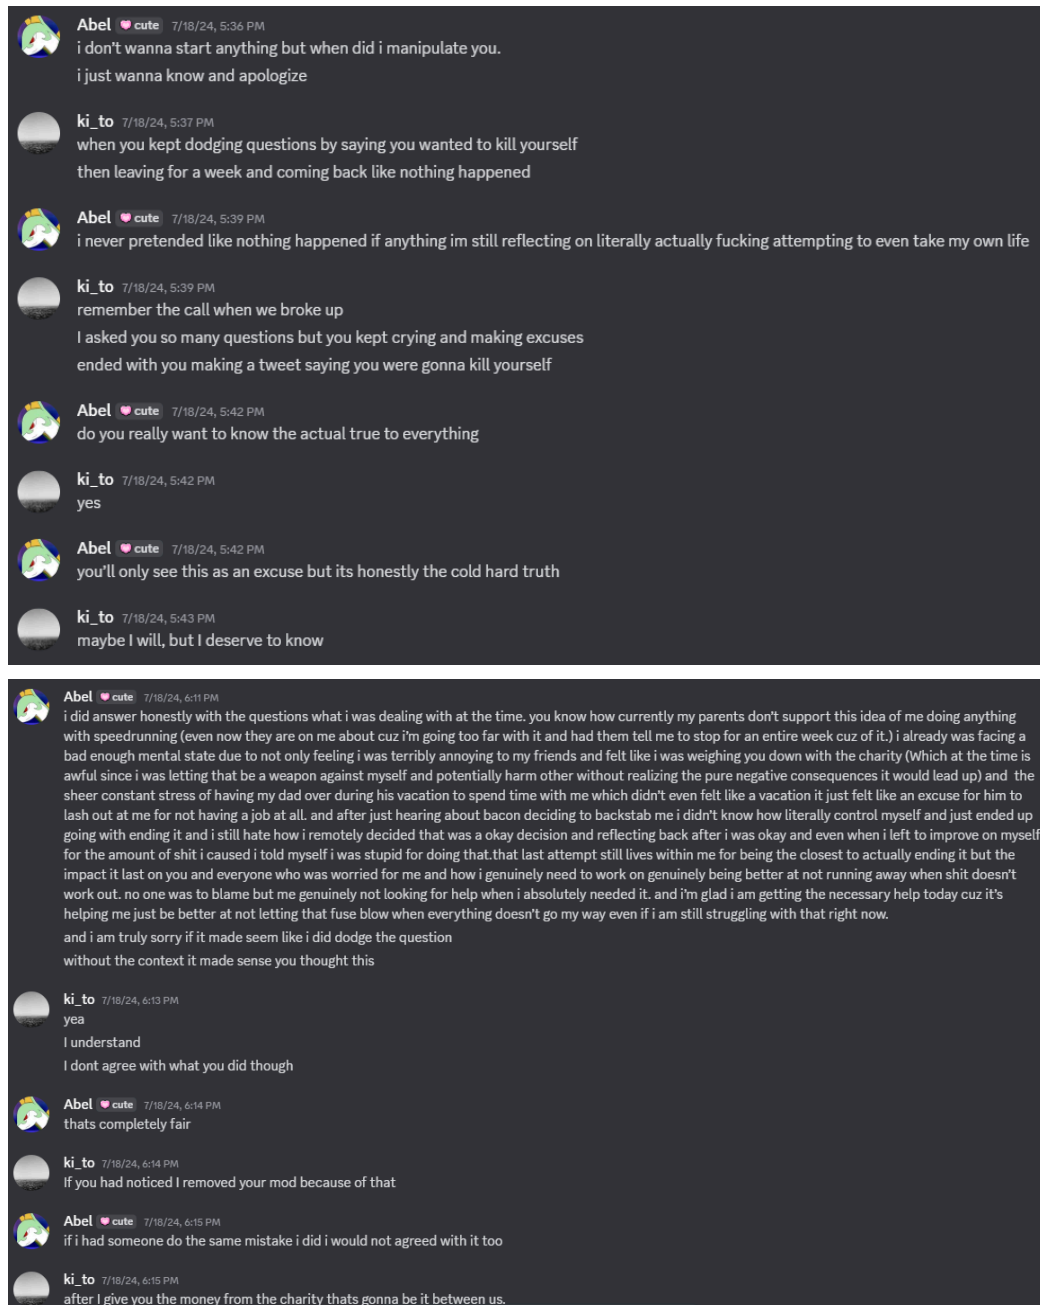 Abel cute 7/18/24, 5:36 PM
i don't wanna start anything but when did i manipulate you.
i just wanna know and apologize
ki_to 7/18/24, 5:37 PM
when you kept dodging questions by saying you wanted to kill yourself
then leaving for a week and coming back like nothing happened
Abel cute 7/18/24, 5:39 PM
i never pretended like nothing happened if anything im still reflecting on literally actually fucking attempting to even take my own life
ki_to 7/18/24, 5:39 PM
remember the call when we broke up
I asked you so many questions but you kept crying and making excuses
ended with you making a tweet saying you were gonna kill yourself
Abel cute 7/18/24, 5:42 PM
do you really want to know the actual true to everything
ki_to 7/18/24, 5:42 PM
yes
Abel cute 7/18/24, 5:42 PM
you'll only see this as an excuse but its honestly the cold hard truth
ki_to 7/18/24, 5:43 PM
maybe I will, but I deserve to know
Abel cute 7/18/24, 6:11 PM
i did answer honestly with the questions what i was dealing with at the time. you know how currently my parents don't support this idea of me doing anything
with speedrunning (even now they are on me about cuz i'm going too far with it and had them tell me to stop for an entire week cuz of it.) i already was facing a
bad enough mental state due to not only feeling i was terribly annoying to my friends and felt like i was weighing you down with the charity (Which at the time is
awful since i was letting that be a weapon against myself and potentially harm other without realizing the pure negative consequences it would lead up) and the
sheer constant stress of having my dad over during his vacation to spend time with me which didn't even felt like a vacation it just felt like an excuse for him to
lash out at me for not having a job at all. and after just hearing about bacon deciding to backstab me i didn't know how literally control myself and just ended up
going with ending it and i still hate how i remotely decided that was a okay decision and reflecting back after i was okay and even when i left to improve on myself
for the amount of shit i caused i told myself i was stupid for doing that.that last attempt still lives within me for being the closest to actually ending it but the
impact it last on you and everyone who was worried for me and how i genuinely need to work on genuinely being better at not running away when shit doesn't
work out. no one was to blame but me genuinely not looking for help when i absolutely needed it. and i'm glad i am getting the necessary help today cuz it's
helping me just be better at not letting that fuse blow when everything doesn't go my way even if i am still struggling with that right now.
and i am truly sorry if it made seem like i did dodge the question
without the context it made sense you thought this
ki_to 7/18/24, 6:13 PM
yea
I understand
I dont agree with what you did though
Abel cute 7/18/24, 6:14 PM
thats completely fair
ki_to 7/18/24, 6:14 PM
If you had noticed I removed your mod because of that
Abel cute 7/18/24, 6:15 PM
if i had someone do the same mistake i did i would not agreed with it too
ki_to 7/18/24, 6:15 PM
after I give you the money from the charity thats gonna be it between us.